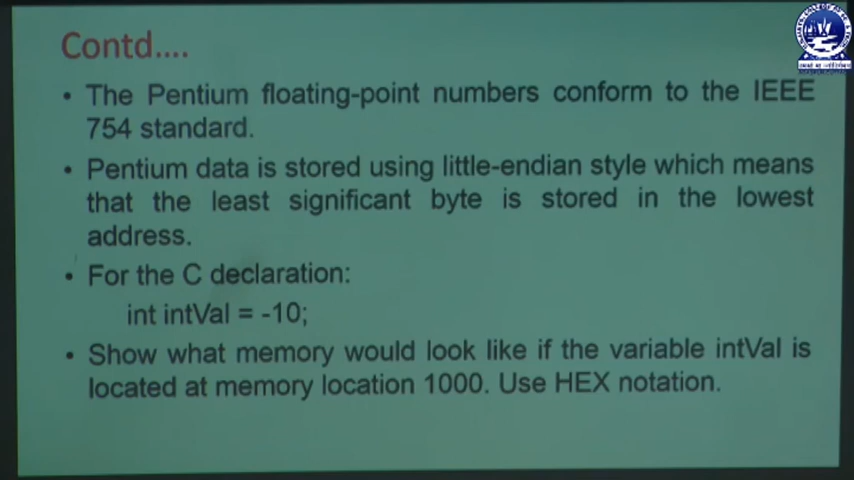 Contd....
• The Pentium floating-point numbers conform to the IEEE
754 standard.
• Pentium data is stored using little-endian style which means
that the least significant byte is stored in the lowest
address.
• For the C declaration:
int intVal = -10;
• Show what memory would look like if the variable intVal is
located at memory location 1000. Use HEX notation.